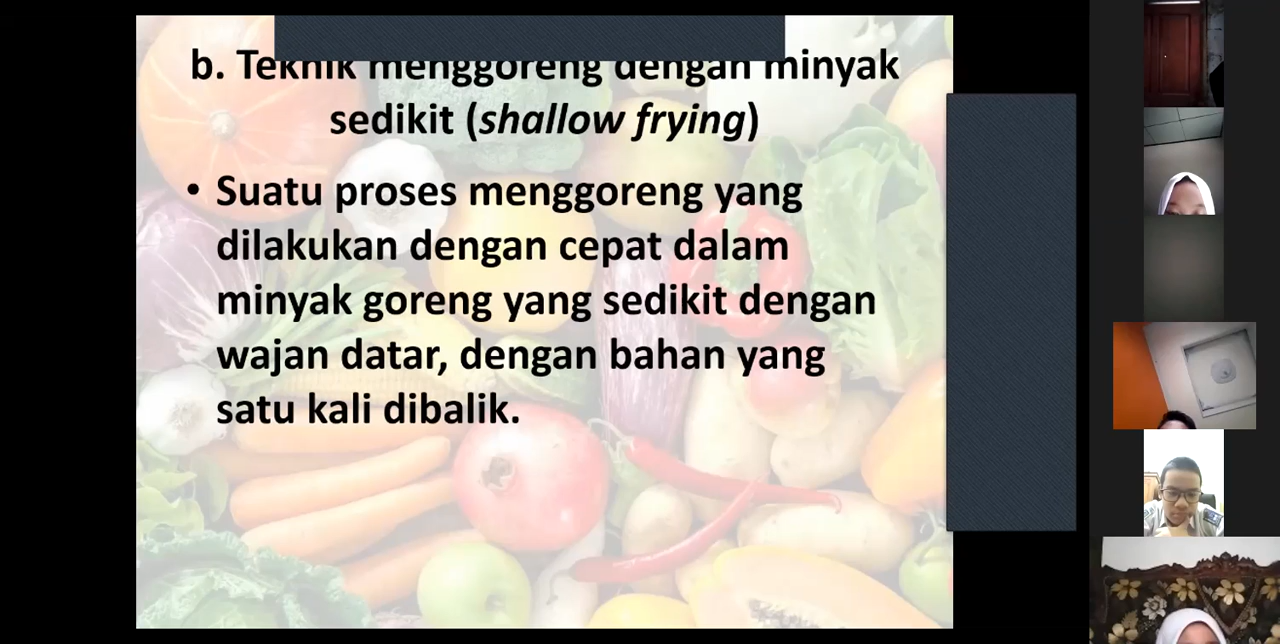 b. Teknik menggoreng dengan minyak
sedikit (shallow frying)
• Suatu proses menggoreng yang
dilakukan dengan cepat dalam
minyak goreng yang sedikit dengan
wajan datar, dengan bahan yang
satu kali dibalik.